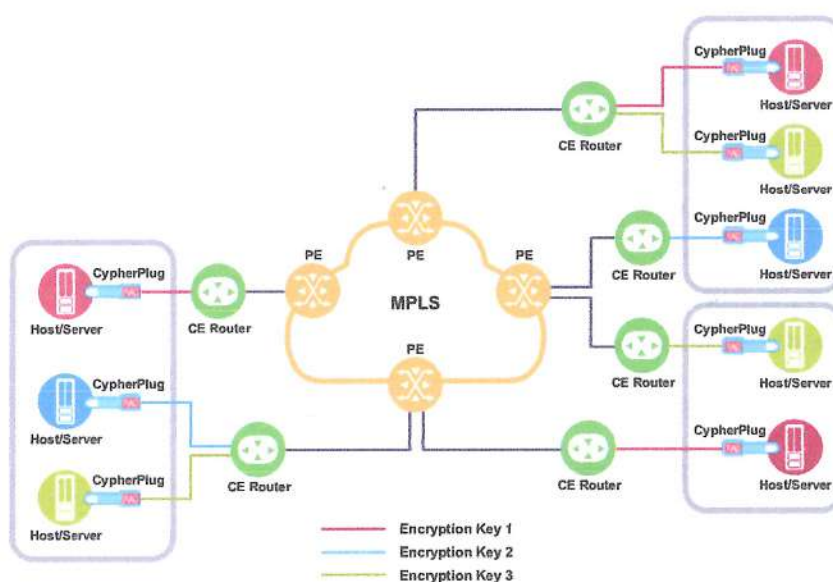 CypherPlug
Host/Server
CE Router
CypherPlug
Host/Server
PE
CypherPlug
CE Router
Host/Server
PE
MPLS
PE
CypherPlug
CE Router
Host/Server
CypherPlug
CE Router
Host/Server
PE
CypherPlug
Host/Server
CE Router
CypherPlug
Host/Server
CypherPlug
CE Router
Host/Server
CE Router
Host/Server
Encryption Key 1
Encryption Key 2
Encryption Key 3